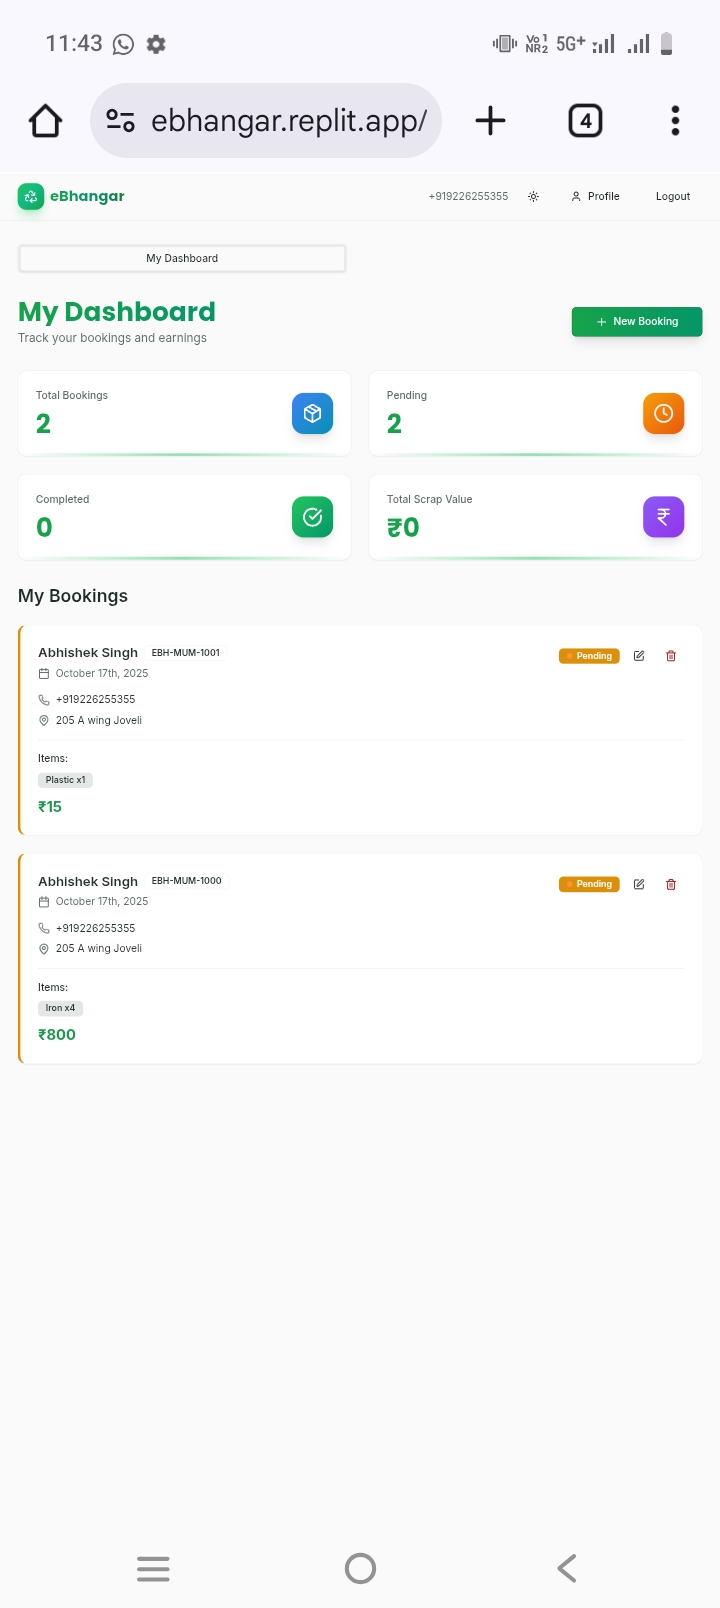 11:43
Vo 1
NR2
5G+
ebhangar.replit.app/
4
eBhangar
+919226255355
Profile
Logout
My Dashboard
My Dashboard
Track your bookings and earnings
New Booking
Total Bookings
2
Pending
2
Completed
0
Total Scrap Value
₹0
My Bookings
Abhishek Singh EBH-MUM-1001
Pending
October 17th, 2025
+919226255355
205 A wing Joveli
Items:
Plastic x1
₹15
Abhishek Singh EBH-MUM-1000
Pending
October 17th, 2025
+919226255355
205 A wing Joveli
Items:
Iron x4
₹800